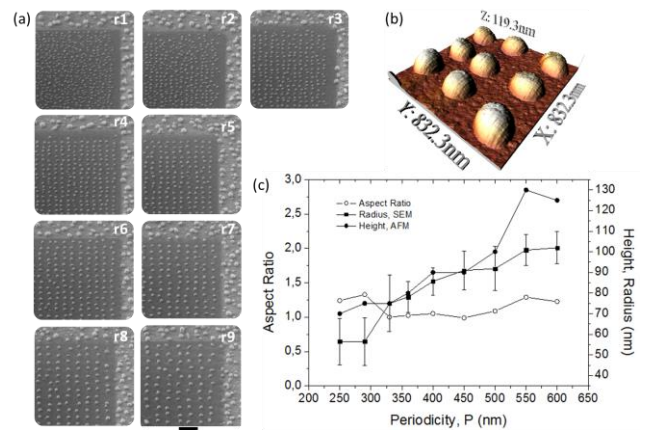 (a)
r1
r2
r3
r4
r5
r6
r7
r8
r9
(b)
Z: 119.3nm
Y: 832.3nm
X: 832.3nm
(c)
Aspect Ratio
Radius, SEM
Height, AFM
3,0
2,5
2,0
1,5
1,0
0,5
0,0
Aspect Ratio
130
120
110
100
90
80
70
60
50
40
Height, Radius (nm)
200 250 300 350 400 450 500 550 600 650
Periodicity, P (nm)